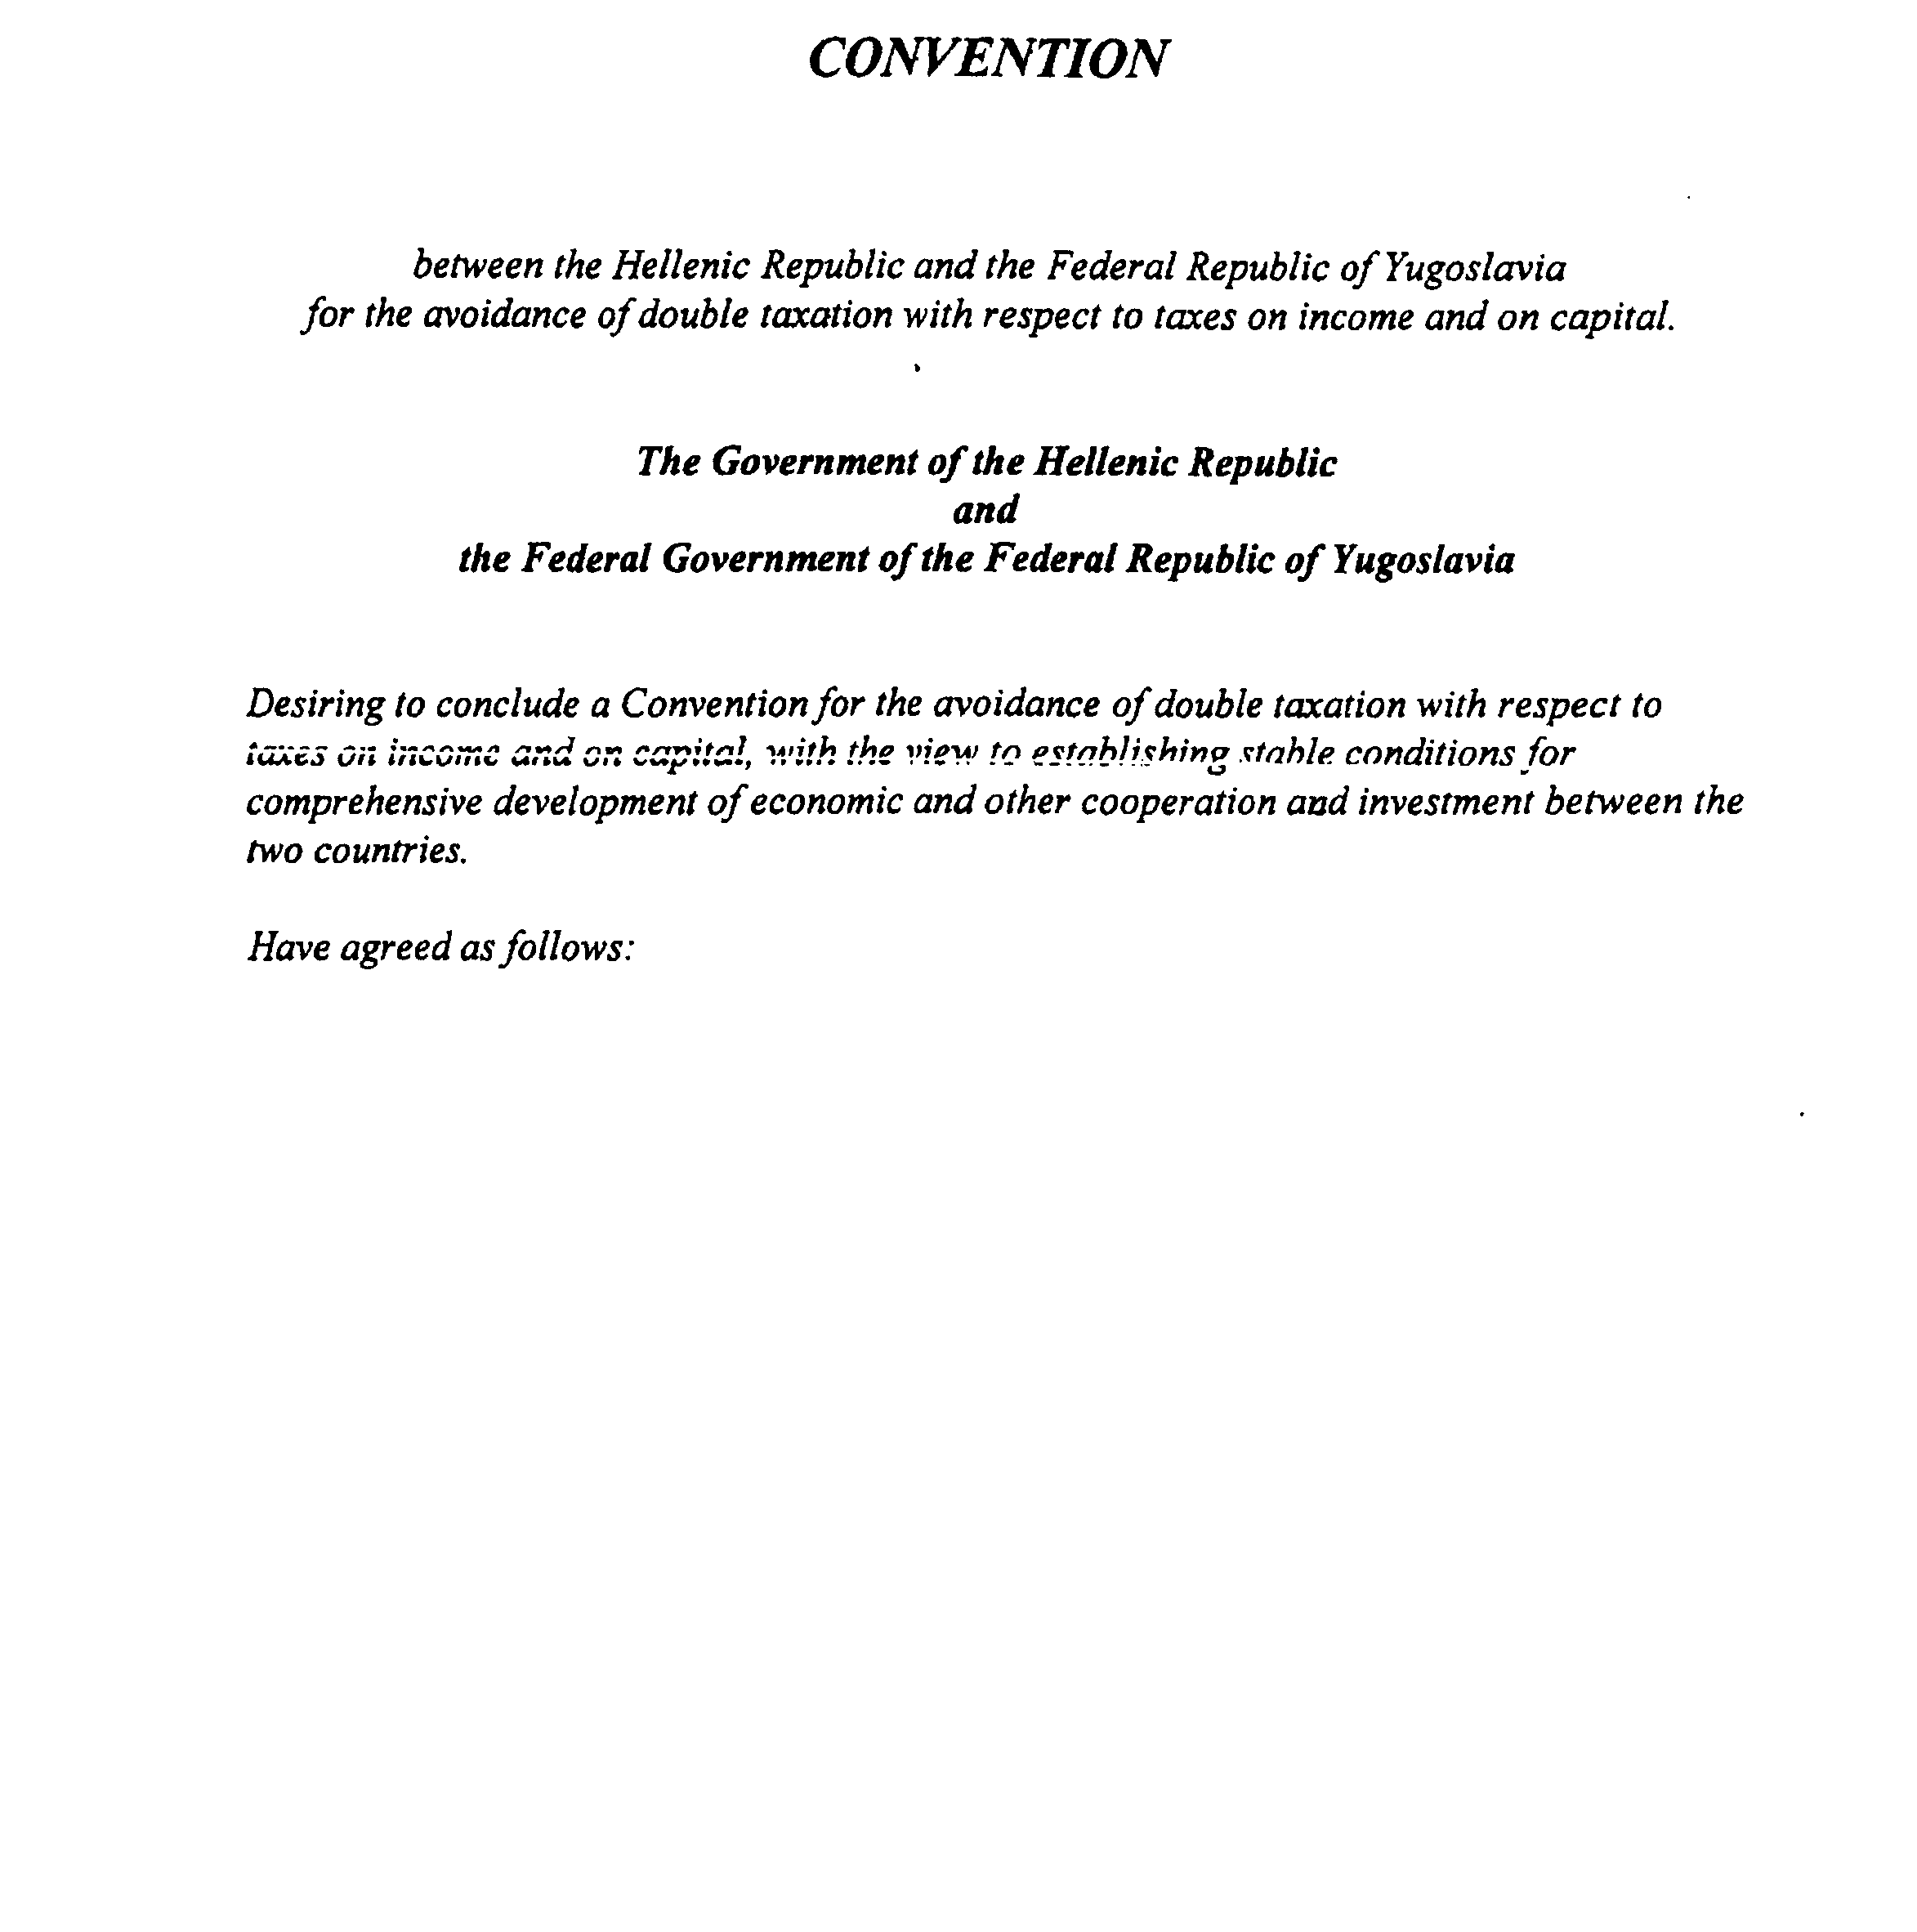 CONVENTION
between the Hellenic Republic and the Federal Republic of Yugoslavia
for the avoidance of double taxation with respect to taxes on income and on capital.
The Government of the Hellenic Republic
and
the Federal Government of the Federal Republic of Yugoslavia
Desiring to conclude a Convention for the avoidance of double taxation with respect to
taxes on income and on capital, with the view to establishing stable conditions for
comprehensive development of economic and other cooperation and investment between the
two countries.
Have agreed as follows: